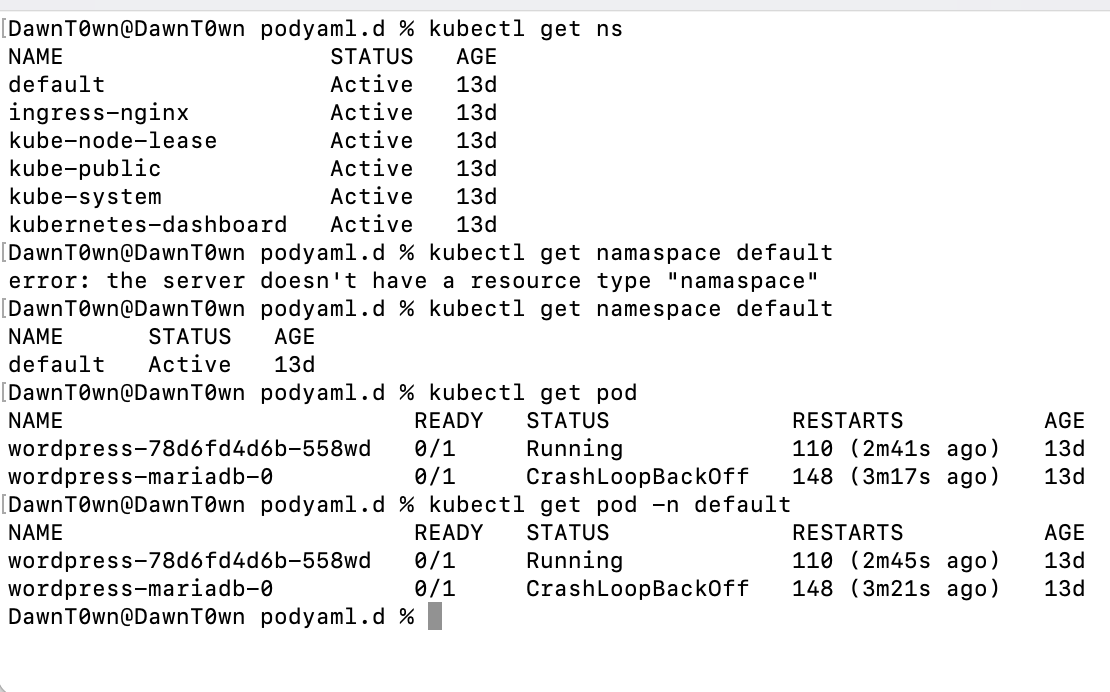 [DawnT0wn@DawnT0wn podyaml.d % kubectl get ns
NAME                   STATUS   AGE
default                Active   13d
ingress-nginx          Active   13d
kube-node-lease        Active   13d
kube-public            Active   13d
kube-system            Active   13d
kubernetes-dashboard   Active   13d
[DawnT0wn@DawnT0wn podyaml.d % kubectl get namaspace default
error: the server doesn't have a resource type "namaspace"
[DawnT0wn@DawnT0wn podyaml.d % kubectl get namespace default
NAME      STATUS   AGE
default   Active   13d
[DawnT0wn@DawnT0wn podyaml.d % kubectl get pod
NAME                         READY   STATUS             RESTARTS          AGE
wordpress-78d6fd4d6b-558wd   0/1     Running            110 (2m41s ago)   13d
wordpress-mariadb-0          0/1     CrashLoopBackOff   148 (3m17s ago)   13d
[DawnT0wn@DawnT0wn podyaml.d % kubectl get pod -n default
NAME                         READY   STATUS             RESTARTS          AGE
wordpress-78d6fd4d6b-558wd   0/1     Running            110 (2m45s ago)   13d
wordpress-mariadb-0          0/1     CrashLoopBackOff   148 (3m21s ago)   13d
DawnT0wn@DawnT0wn podyaml.d %